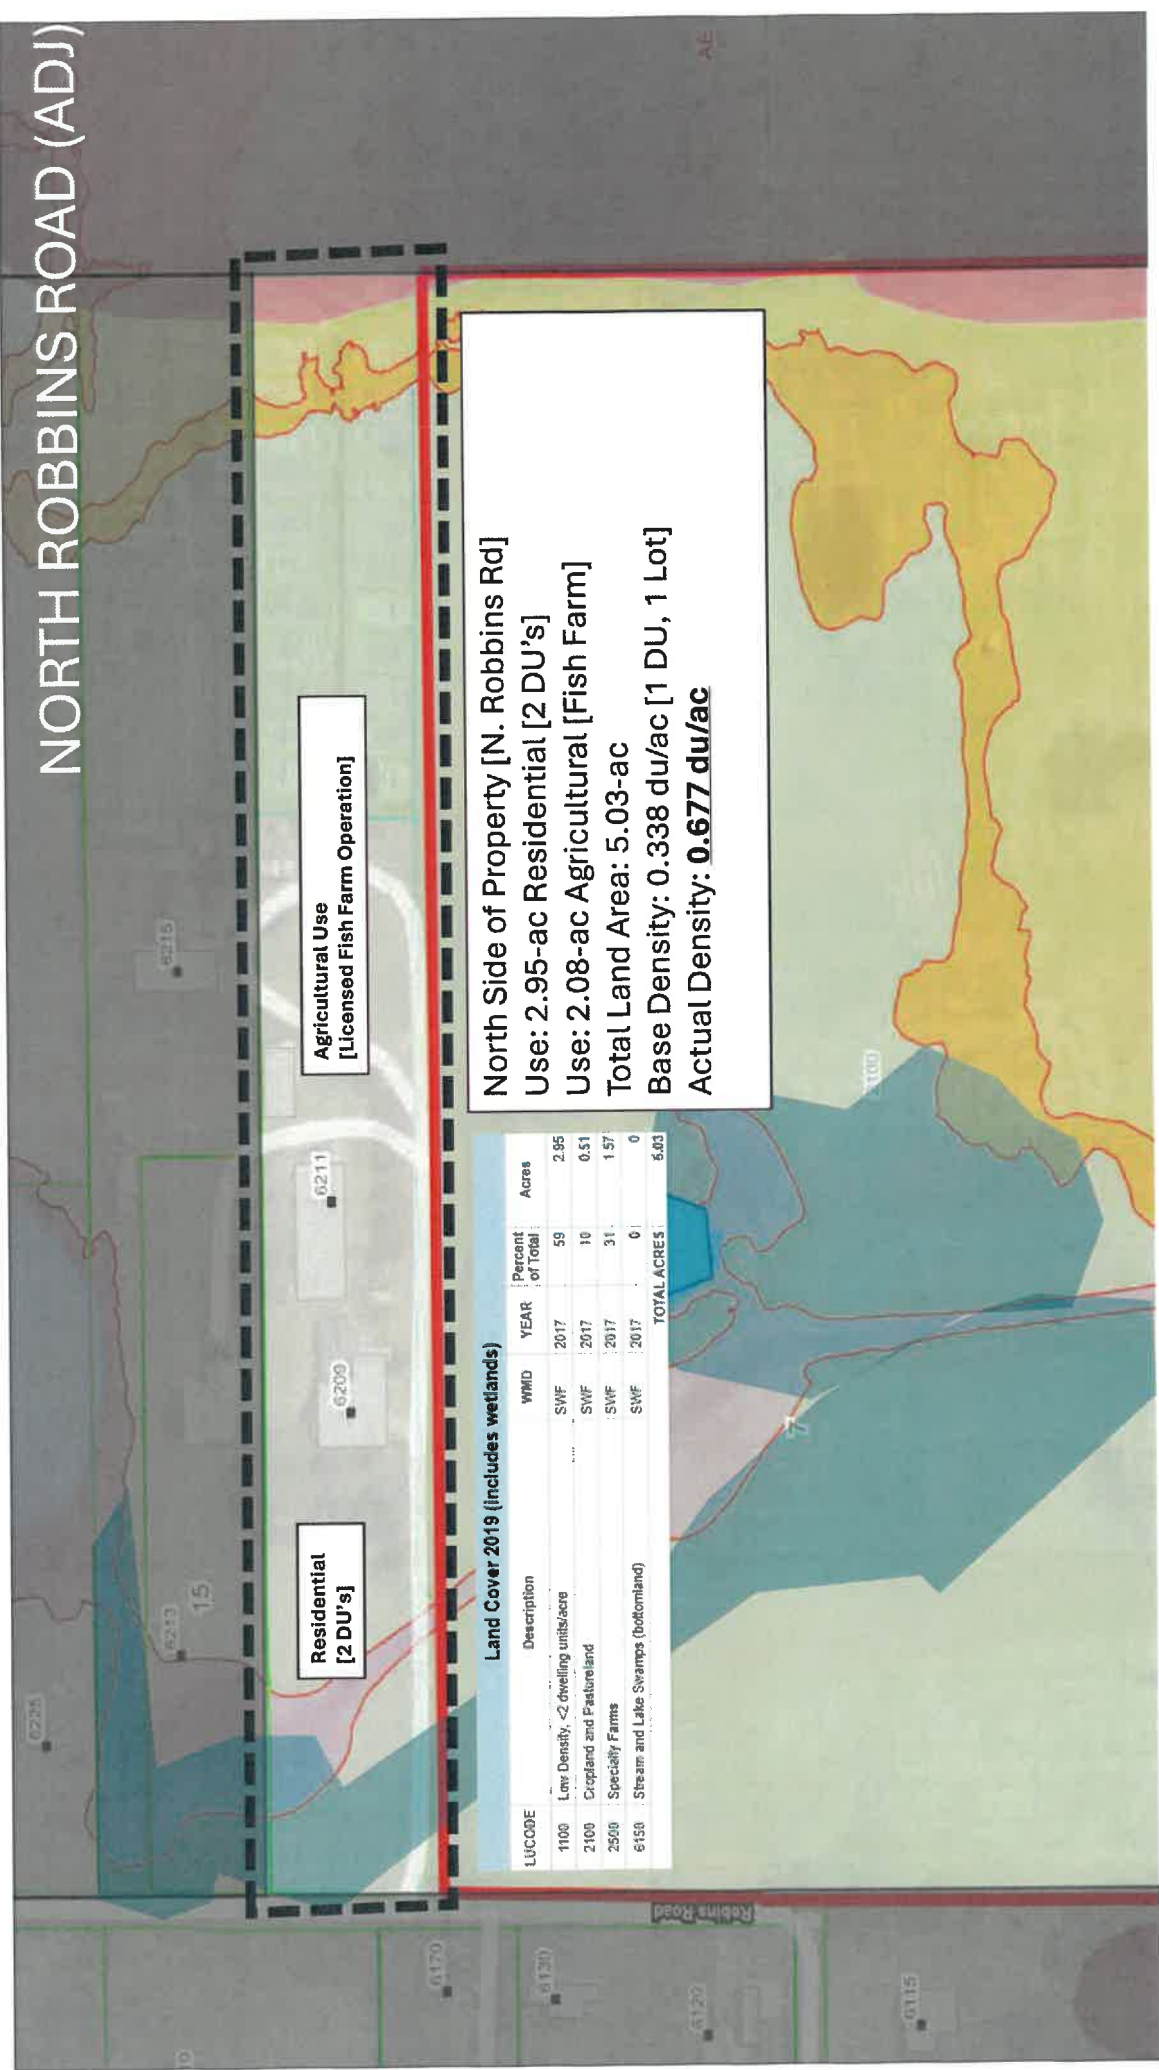 NORTH ROBBINS ROAD (ADJ)
AE
6225
6213
15
6215
Residential
[2 DU's]
6209
6211
Agricultural Use
[Licensed Fish Farm Operation]
North Side of Property [N. Robbins Rd]
Use: 2.95-ac Residential [2 DU's]
Use: 2.08-ac Agricultural [Fish Farm]
Total Land Area: 5.03-ac
Base Density: 0.338 du/ac [1 DU, 1 Lot]
Actual Density: 0.677 du/ac
Land Cover 2019 (includes wetlands)
LUCODE Description WMD YEAR Percent of Total Acres
1100 Low Density, <2 dwelling units/acre SWF 2017 59 2.95
2100 Cropland and Pastureland SWF 2017 10 0.51
2500 Specialty Farms SWF 2017 31 1.57
6150 Stream and Lake Swamps (bottomland) SWF 2017 0 0
TOTAL ACRES 5.03
7
6170
6130
6120
Robins Road
6115